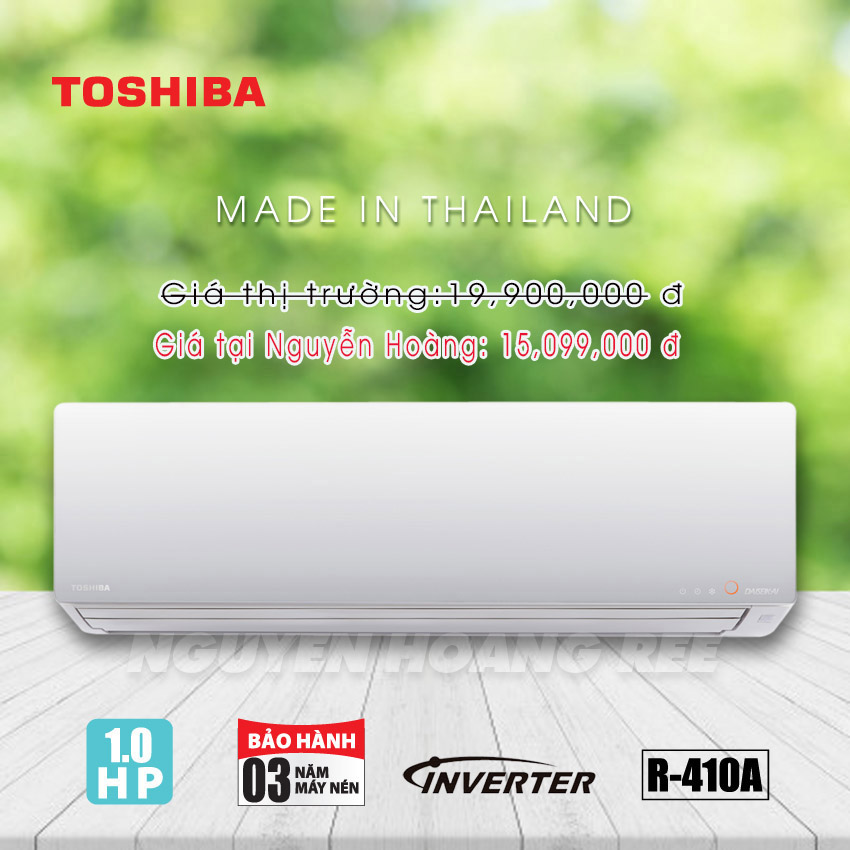 TOSHIBA
MADE IN THAILAND
Giá thị trường:19,900,000 đ
Giá tại Nguyễn Hoàng: 15,099,000 đ
TOSHIBA
DAISEIKAI
NGUYEN HOANG REE
1.0
HP
BẢO HÀNH
03 NĂM
MÁY NÉN
INVERTER
R-410A